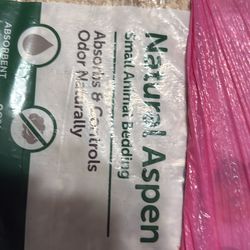 Natural Aspen
Small Animal Bedding
Absorbs & Controls
Odor Naturally
ABSORBENT